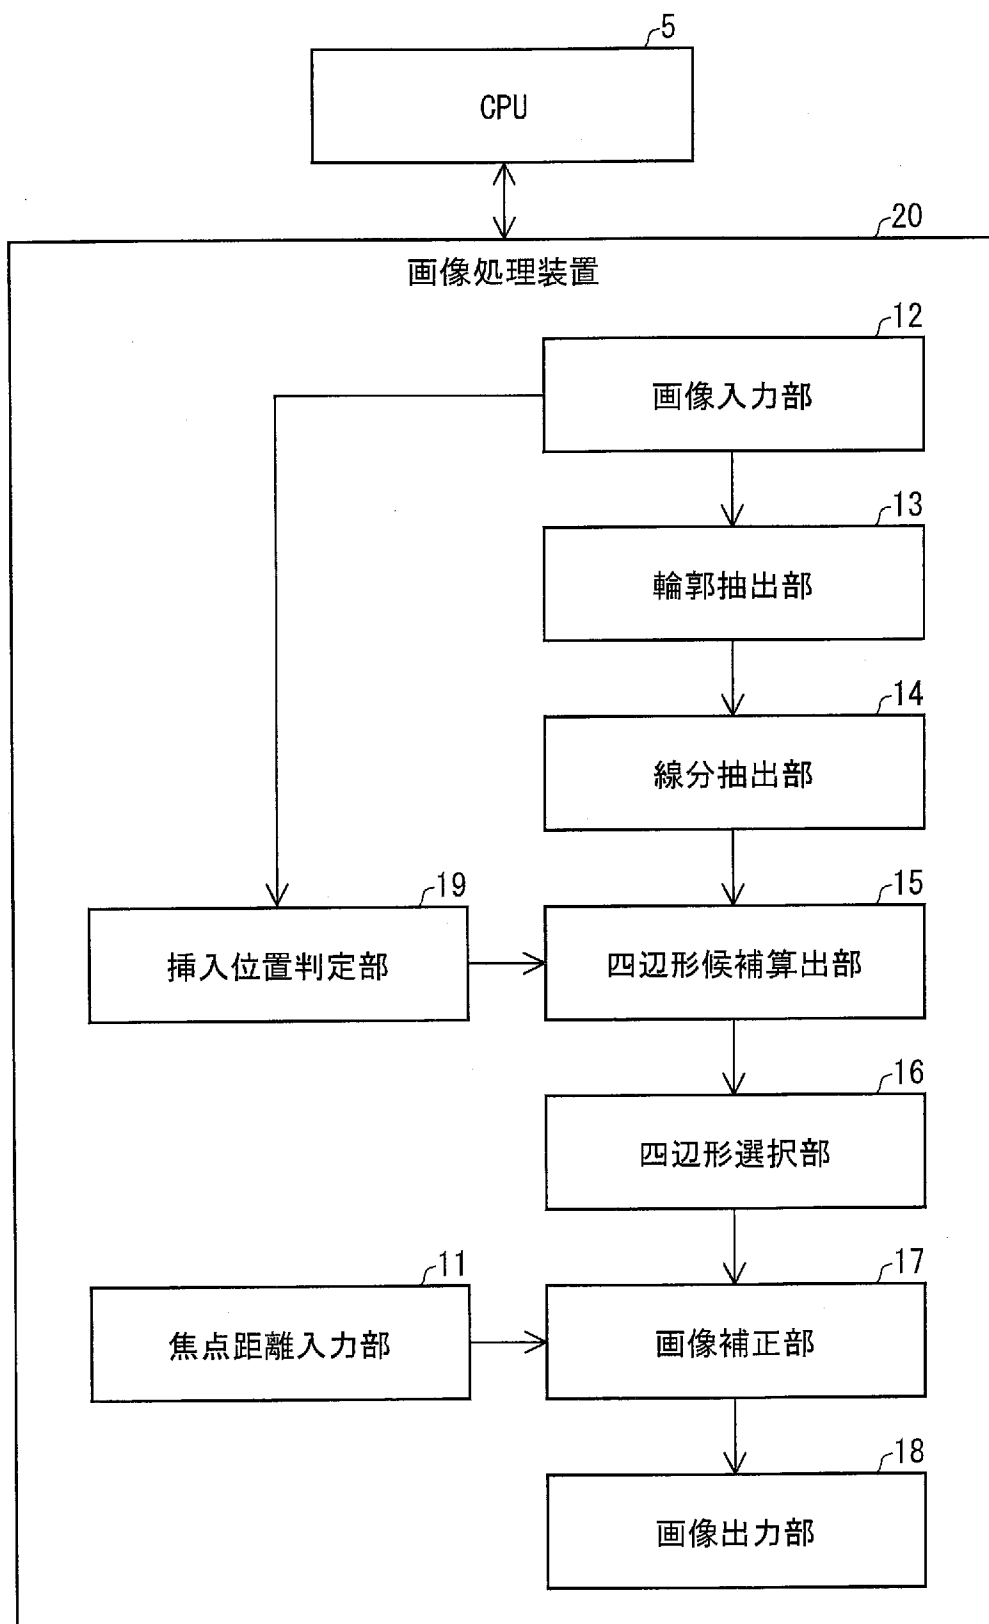 5
CPU
20
画像処理装置
12
画像入力部
13
輪郭抽出部
14
線分抽出部
19
挿入位置判定部
15
四辺形候補算出部
16
四辺形選択部
11
焦点距離入力部
17
画像補正部
18
画像出力部